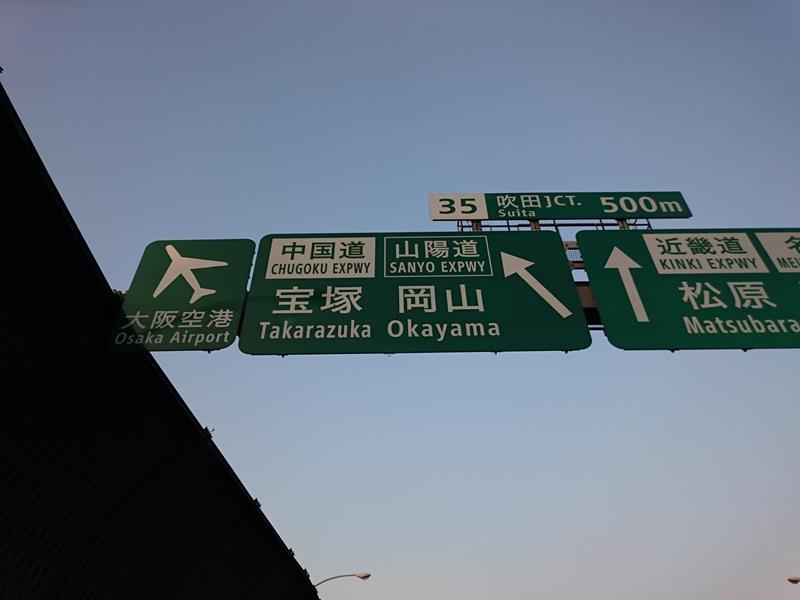 35 吹田JCT. 500m
Suita
大阪空港
Osaka Airport
中国道 山陽道
CHUGOKU EXPWY SANYO EXPWY
宝塚 岡山
Takarazuka Okayama
近畿道
KINKI EXPWY
松原
Matsubara